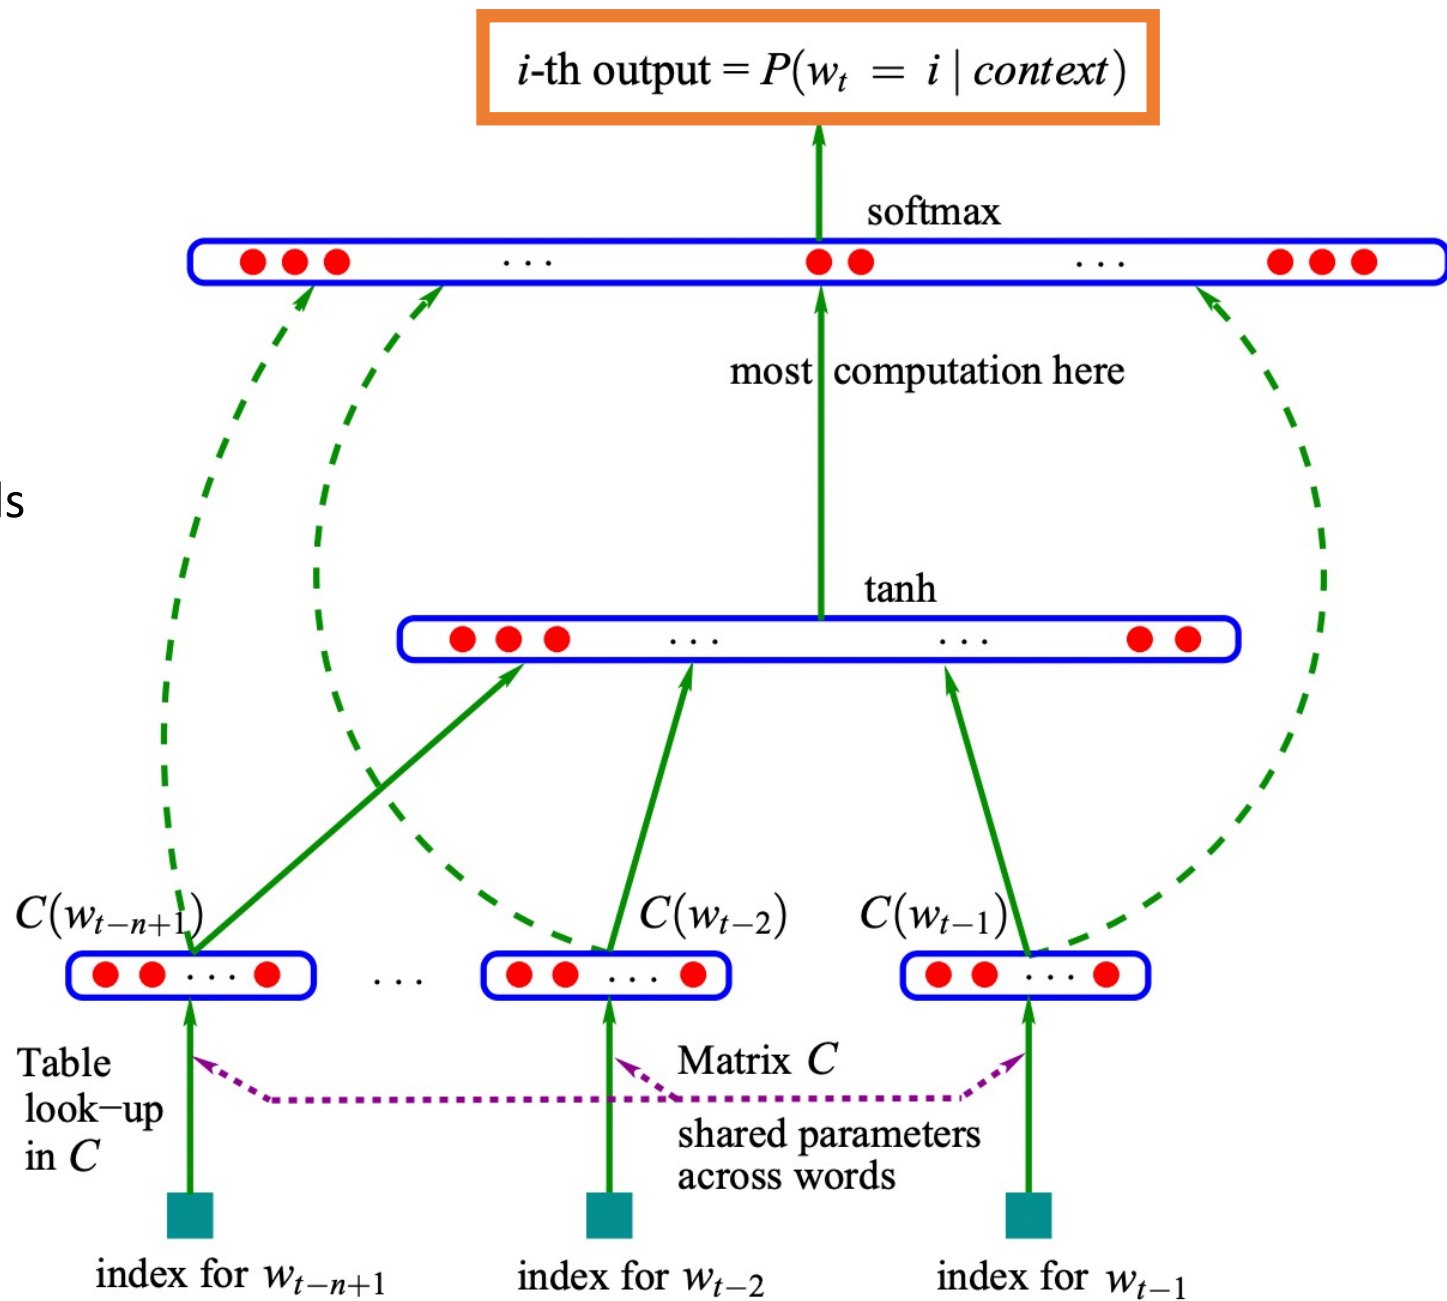 i-th output = P(w_t = i | context)
softmax
. . .
. . .
most computation here
tanh
. . .
. . .
C(w_{t−n+1})
C(w_{t−2})
C(w_{t−1})
. . .
. . .
. . .
. . .
Table
look−up
in C
Matrix C
shared parameters
across words
index for w_{t−n+1}
index for w_{t−2}
index for w_{t−1}